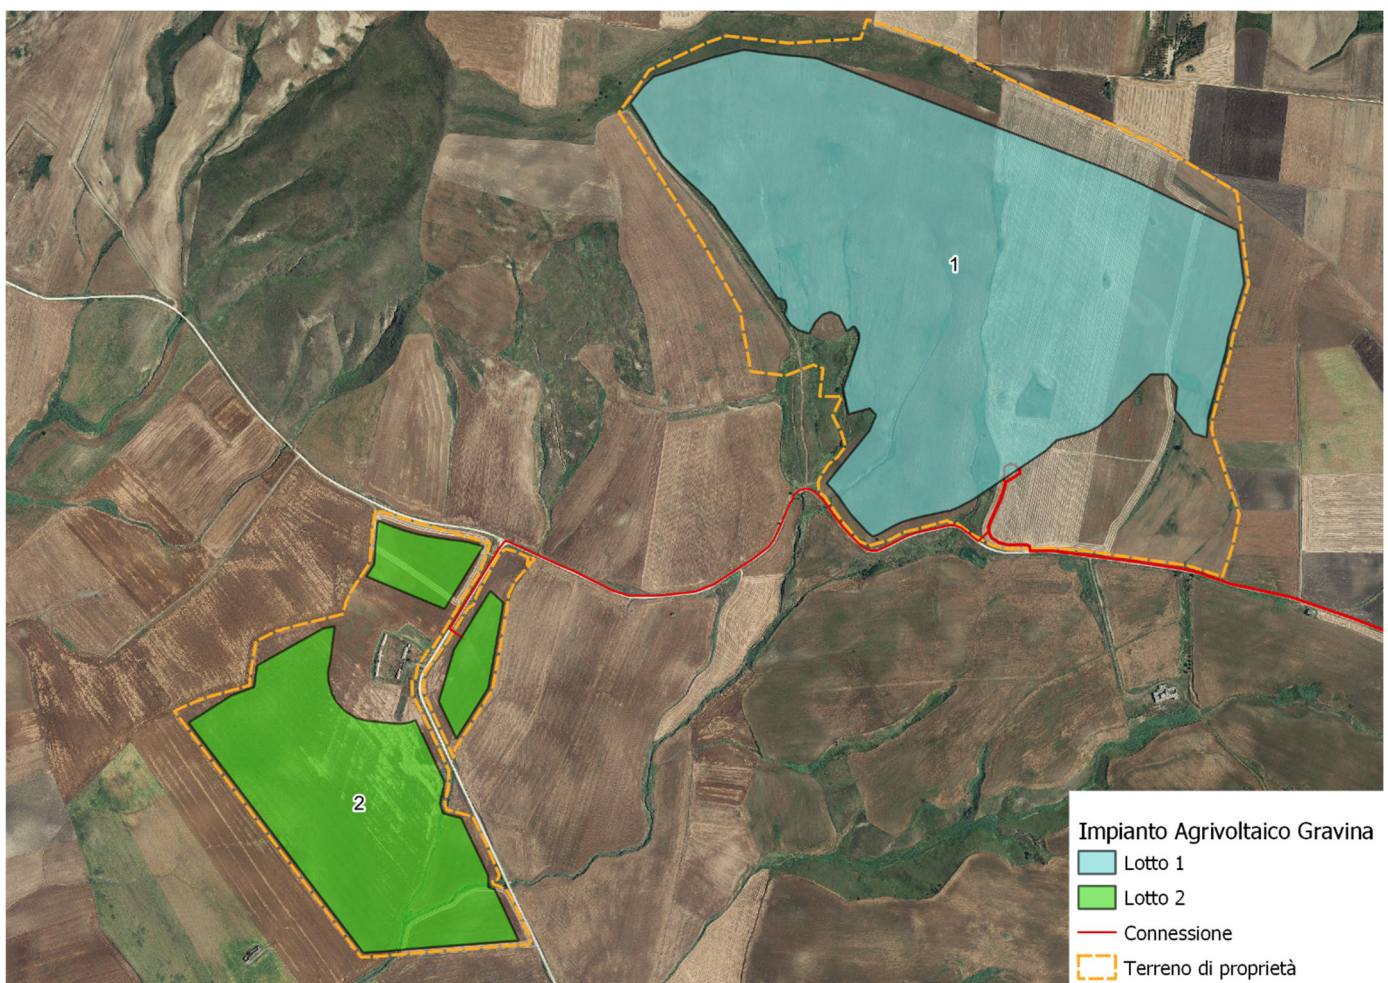 1
2
Impianto Agrivoltaico Gravina
Lotto 1
Lotto 2
Connessione
Terreno di proprietà